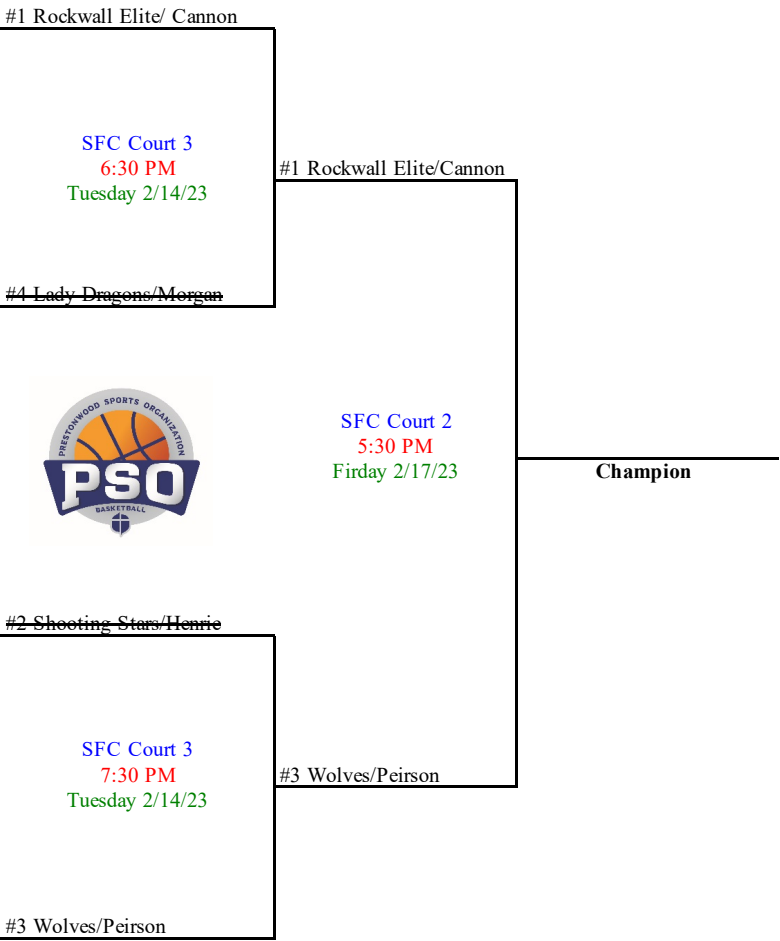 #1 Rockwall Elite/ Cannon
SFC Court 3
6:30 PM
Tuesday 2/14/23
#1 Rockwall Elite/Cannon
#4 Lady Dragons/Morgan
PRESTONWOOD SPORTS ORGANIZATION
PSO
BASKETBALL
SFC Court 2
5:30 PM
Firday 2/17/23
Champion
#2 Shooting Stars/Henrie
SFC Court 3
7:30 PM
Tuesday 2/14/23
#3 Wolves/Peirson
#3 Wolves/Peirson